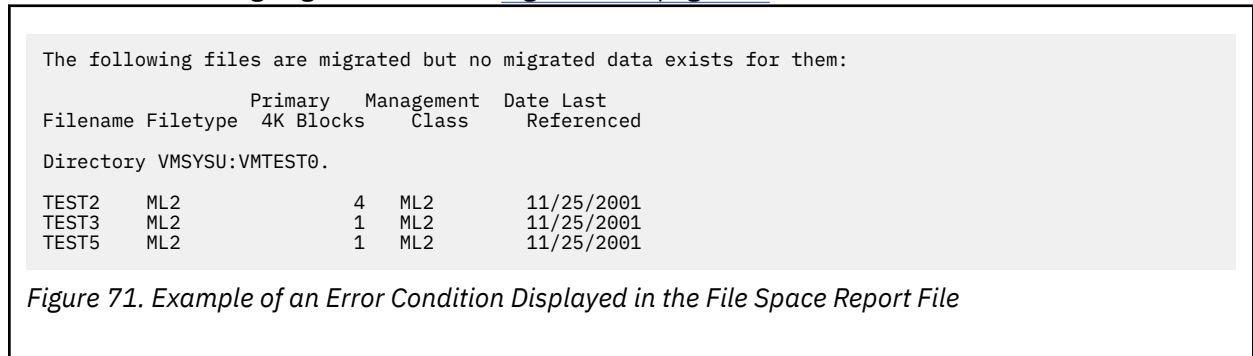 The following files are migrated but no migrated data exists for them:
Primary Management Date Last
Filename Filetype 4K Blocks Class Referenced
Directory VMSYSU:VMTEST0.
TEST2 ML2 4 ML2 11/25/2001
TEST3 ML2 1 ML2 11/25/2001
TEST5 ML2 1 ML2 11/25/2001
Figure 71. Example of an Error Condition Displayed in the File Space Report File